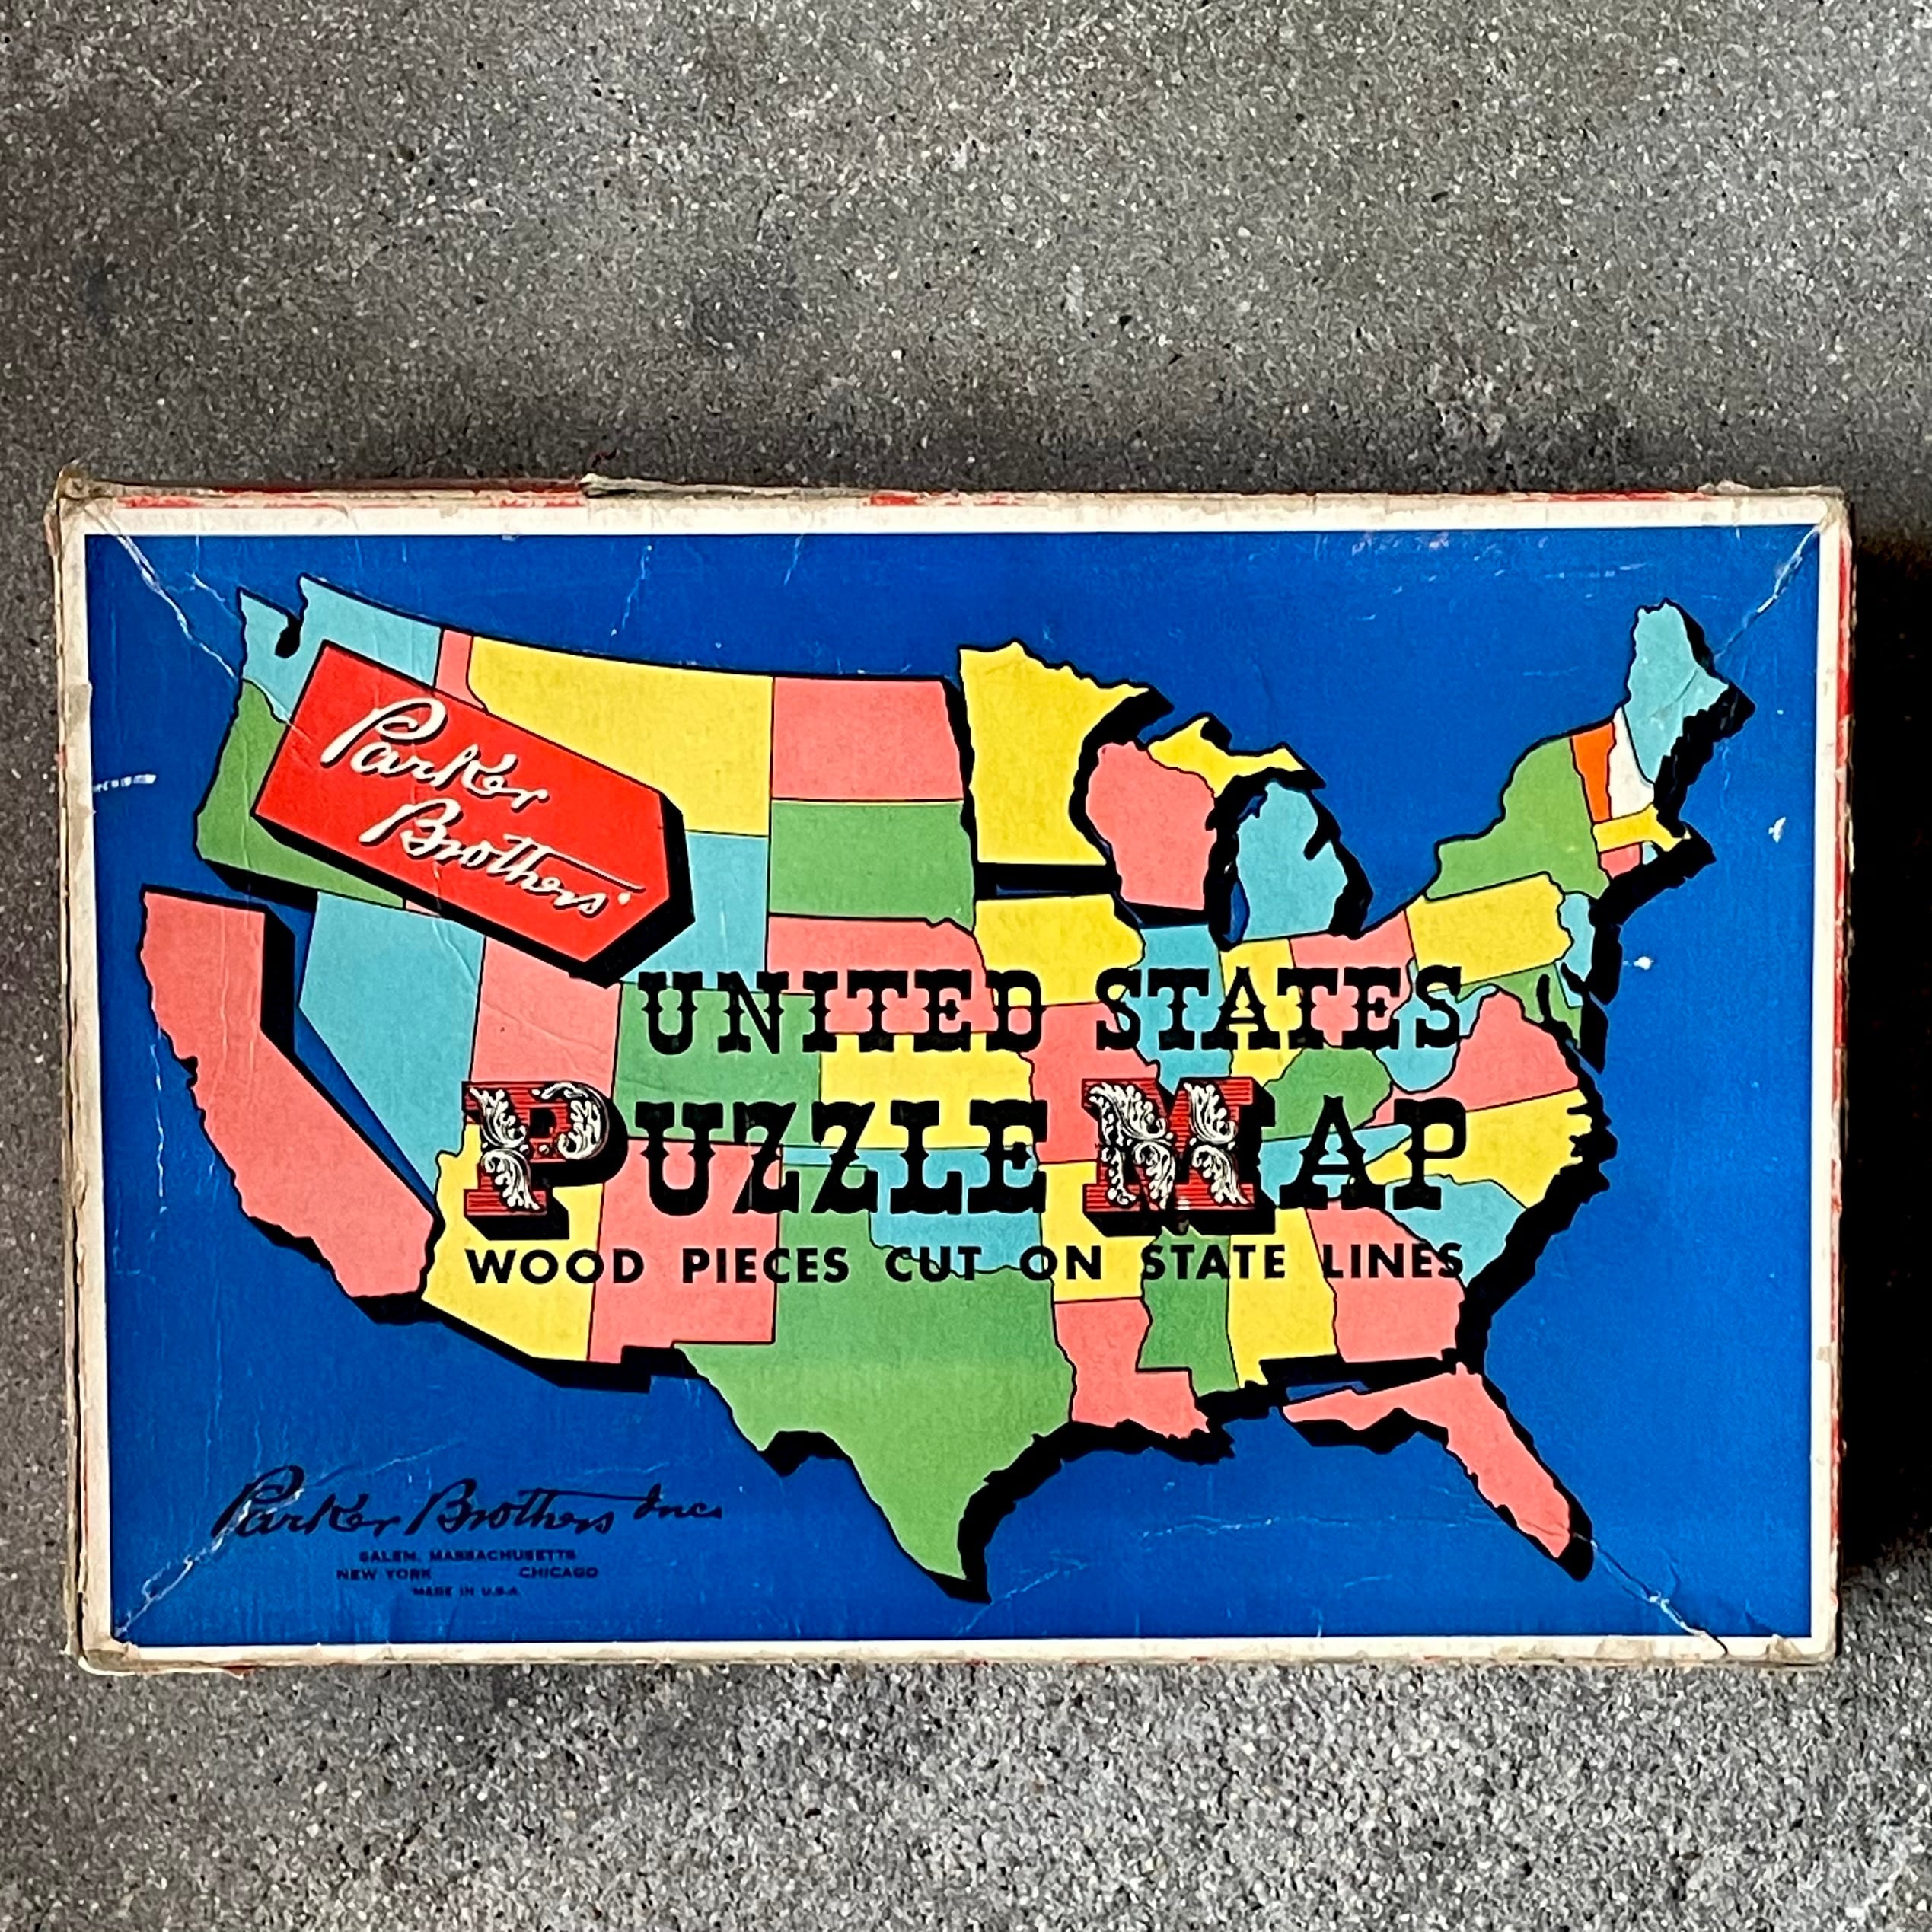 Parker
Brothers
UNITED STATES
PUZZLE MAP
WOOD PIECES CUT ON STATE LINES
Parker Brothers Inc.
SALEM, MASSACHUSETTS
NEW YORK CHICAGO
MADE IN U.S.A